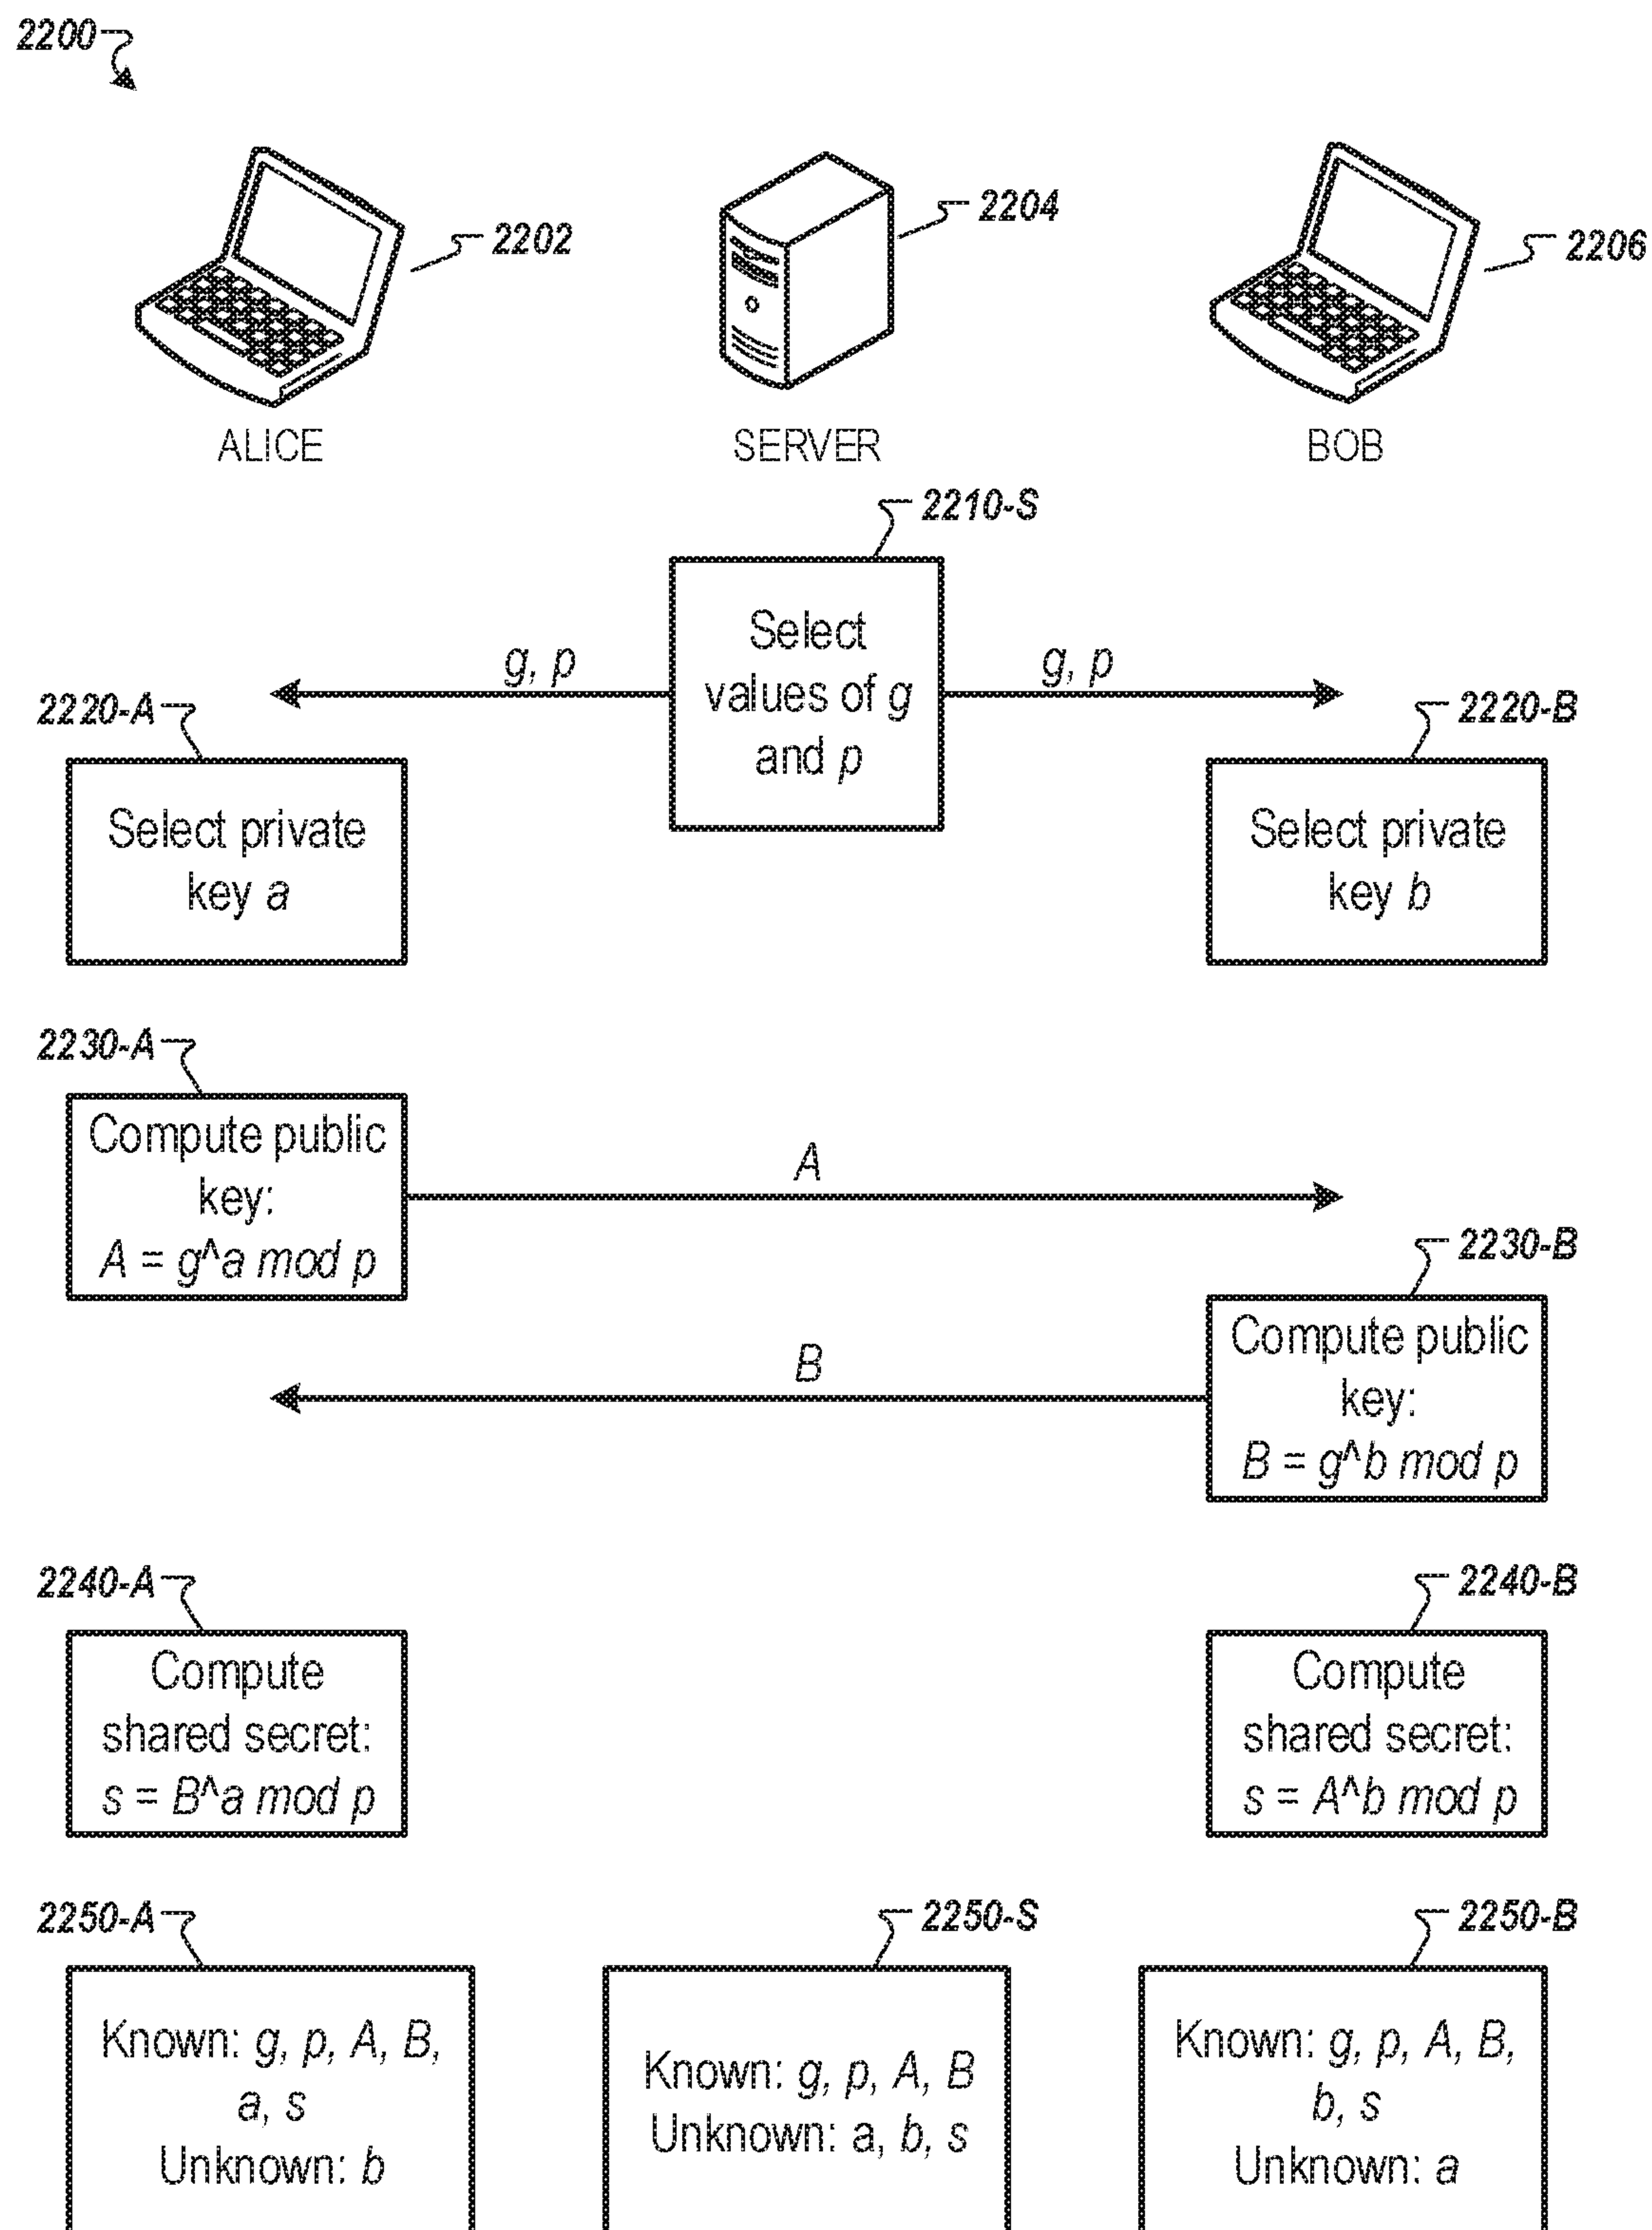 2200
2202
2204
2206
ALICE
SERVER
BOB
2210-S
Select
values of g
and p
g, p
g, p
2220-A
Select private
key a
2220-B
Select private
key b
2230-A
Compute public
key:
A = g^a mod p
A
2230-B
Compute public
key:
B = g^b mod p
B
2240-A
Compute
shared secret:
s = B^a mod p
2240-B
Compute
shared secret:
s = A^b mod p
2250-A
Known: g, p, A, B,
a, s
Unknown: b
2250-S
Known: g, p, A, B
Unknown: a, b, s
2250-B
Known: g, p, A, B,
b, s
Unknown: a